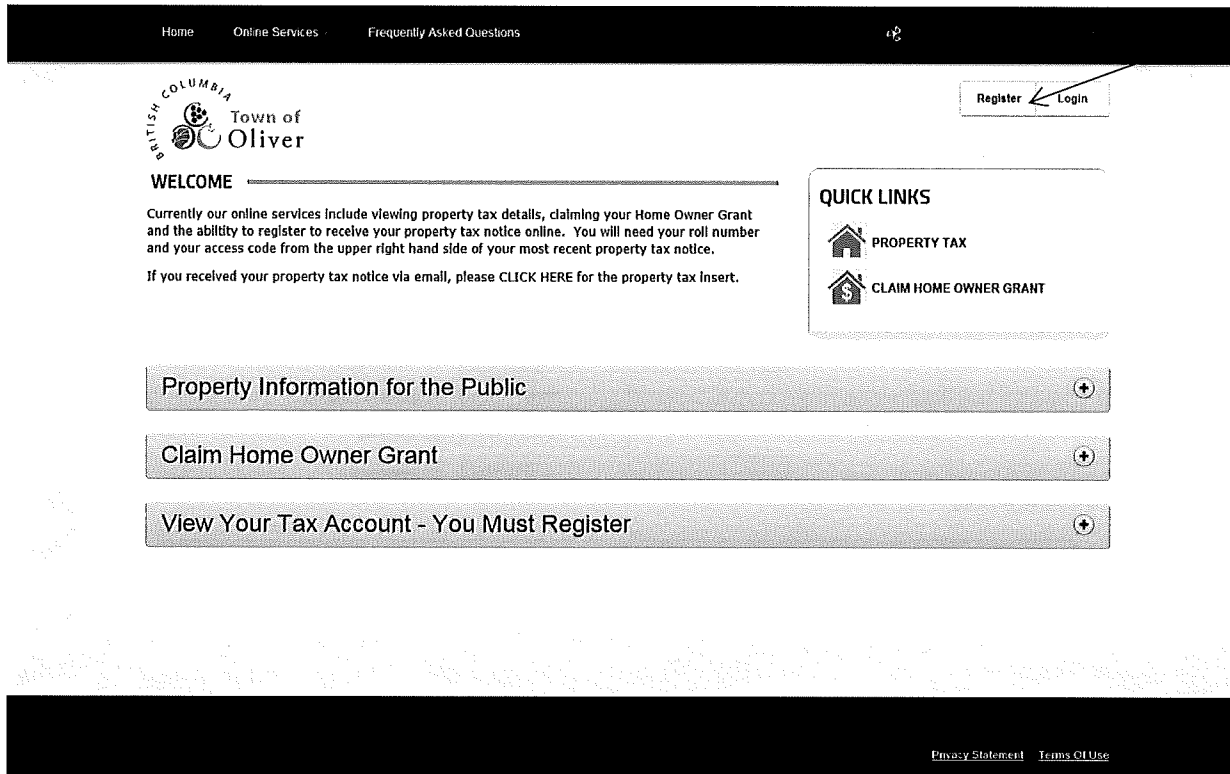 Home Online Services Frequently Asked Questions
BRITISH COLUMBIA
Town of
Oliver
Register Login
WELCOME
Currently our online services include viewing property tax details, claiming your Home Owner Grant
and the ability to register to receive your property tax notice online. You will need your roll number
and your access code from the upper right hand side of your most recent property tax notice.
If you received your property tax notice via email, please CLICK HERE for the property tax insert.
QUICK LINKS
PROPERTY TAX
$
CLAIM HOME OWNER GRANT
Property Information for the Public
Claim Home Owner Grant
View Your Tax Account - You Must Register
Privacy Statement Terms Of Use